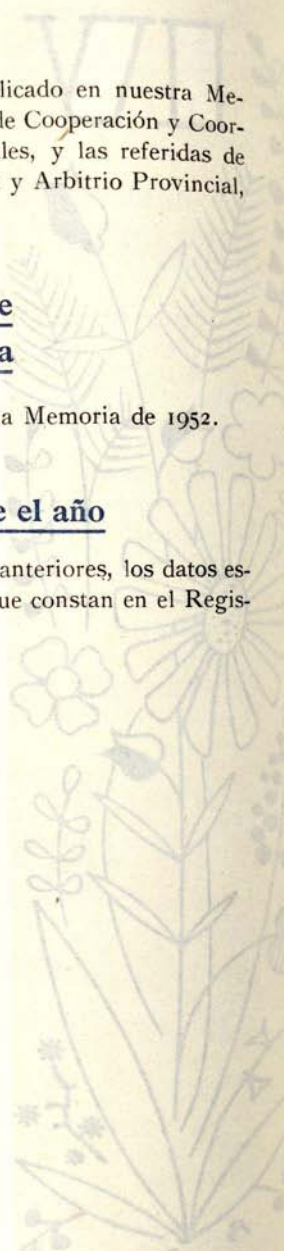 licado en nuestra Me-
le Cooperación y Coor-
les, y las referidas de
y Arbitrio Provincial,
e
a
a Memoria de 1952.
e el año
anteriores, los datos es-
ue constan en el Regis-